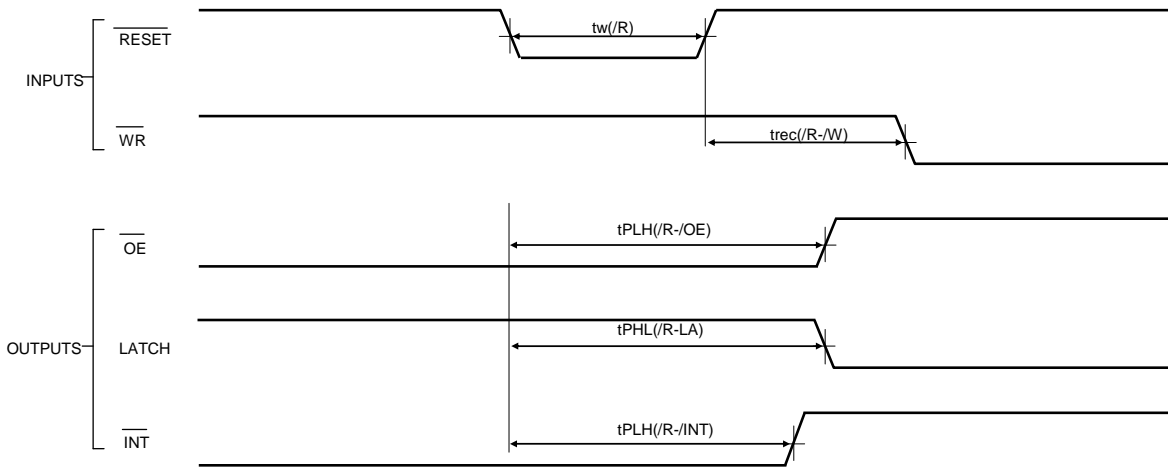 tw(/R)
RESET
INPUTS
trec(/R-/W)
WR
tPLH(/R-/OE)
OE
tPHL(/R-LA)
OUTPUTS LATCH
tPLH(/R-/INT)
INT